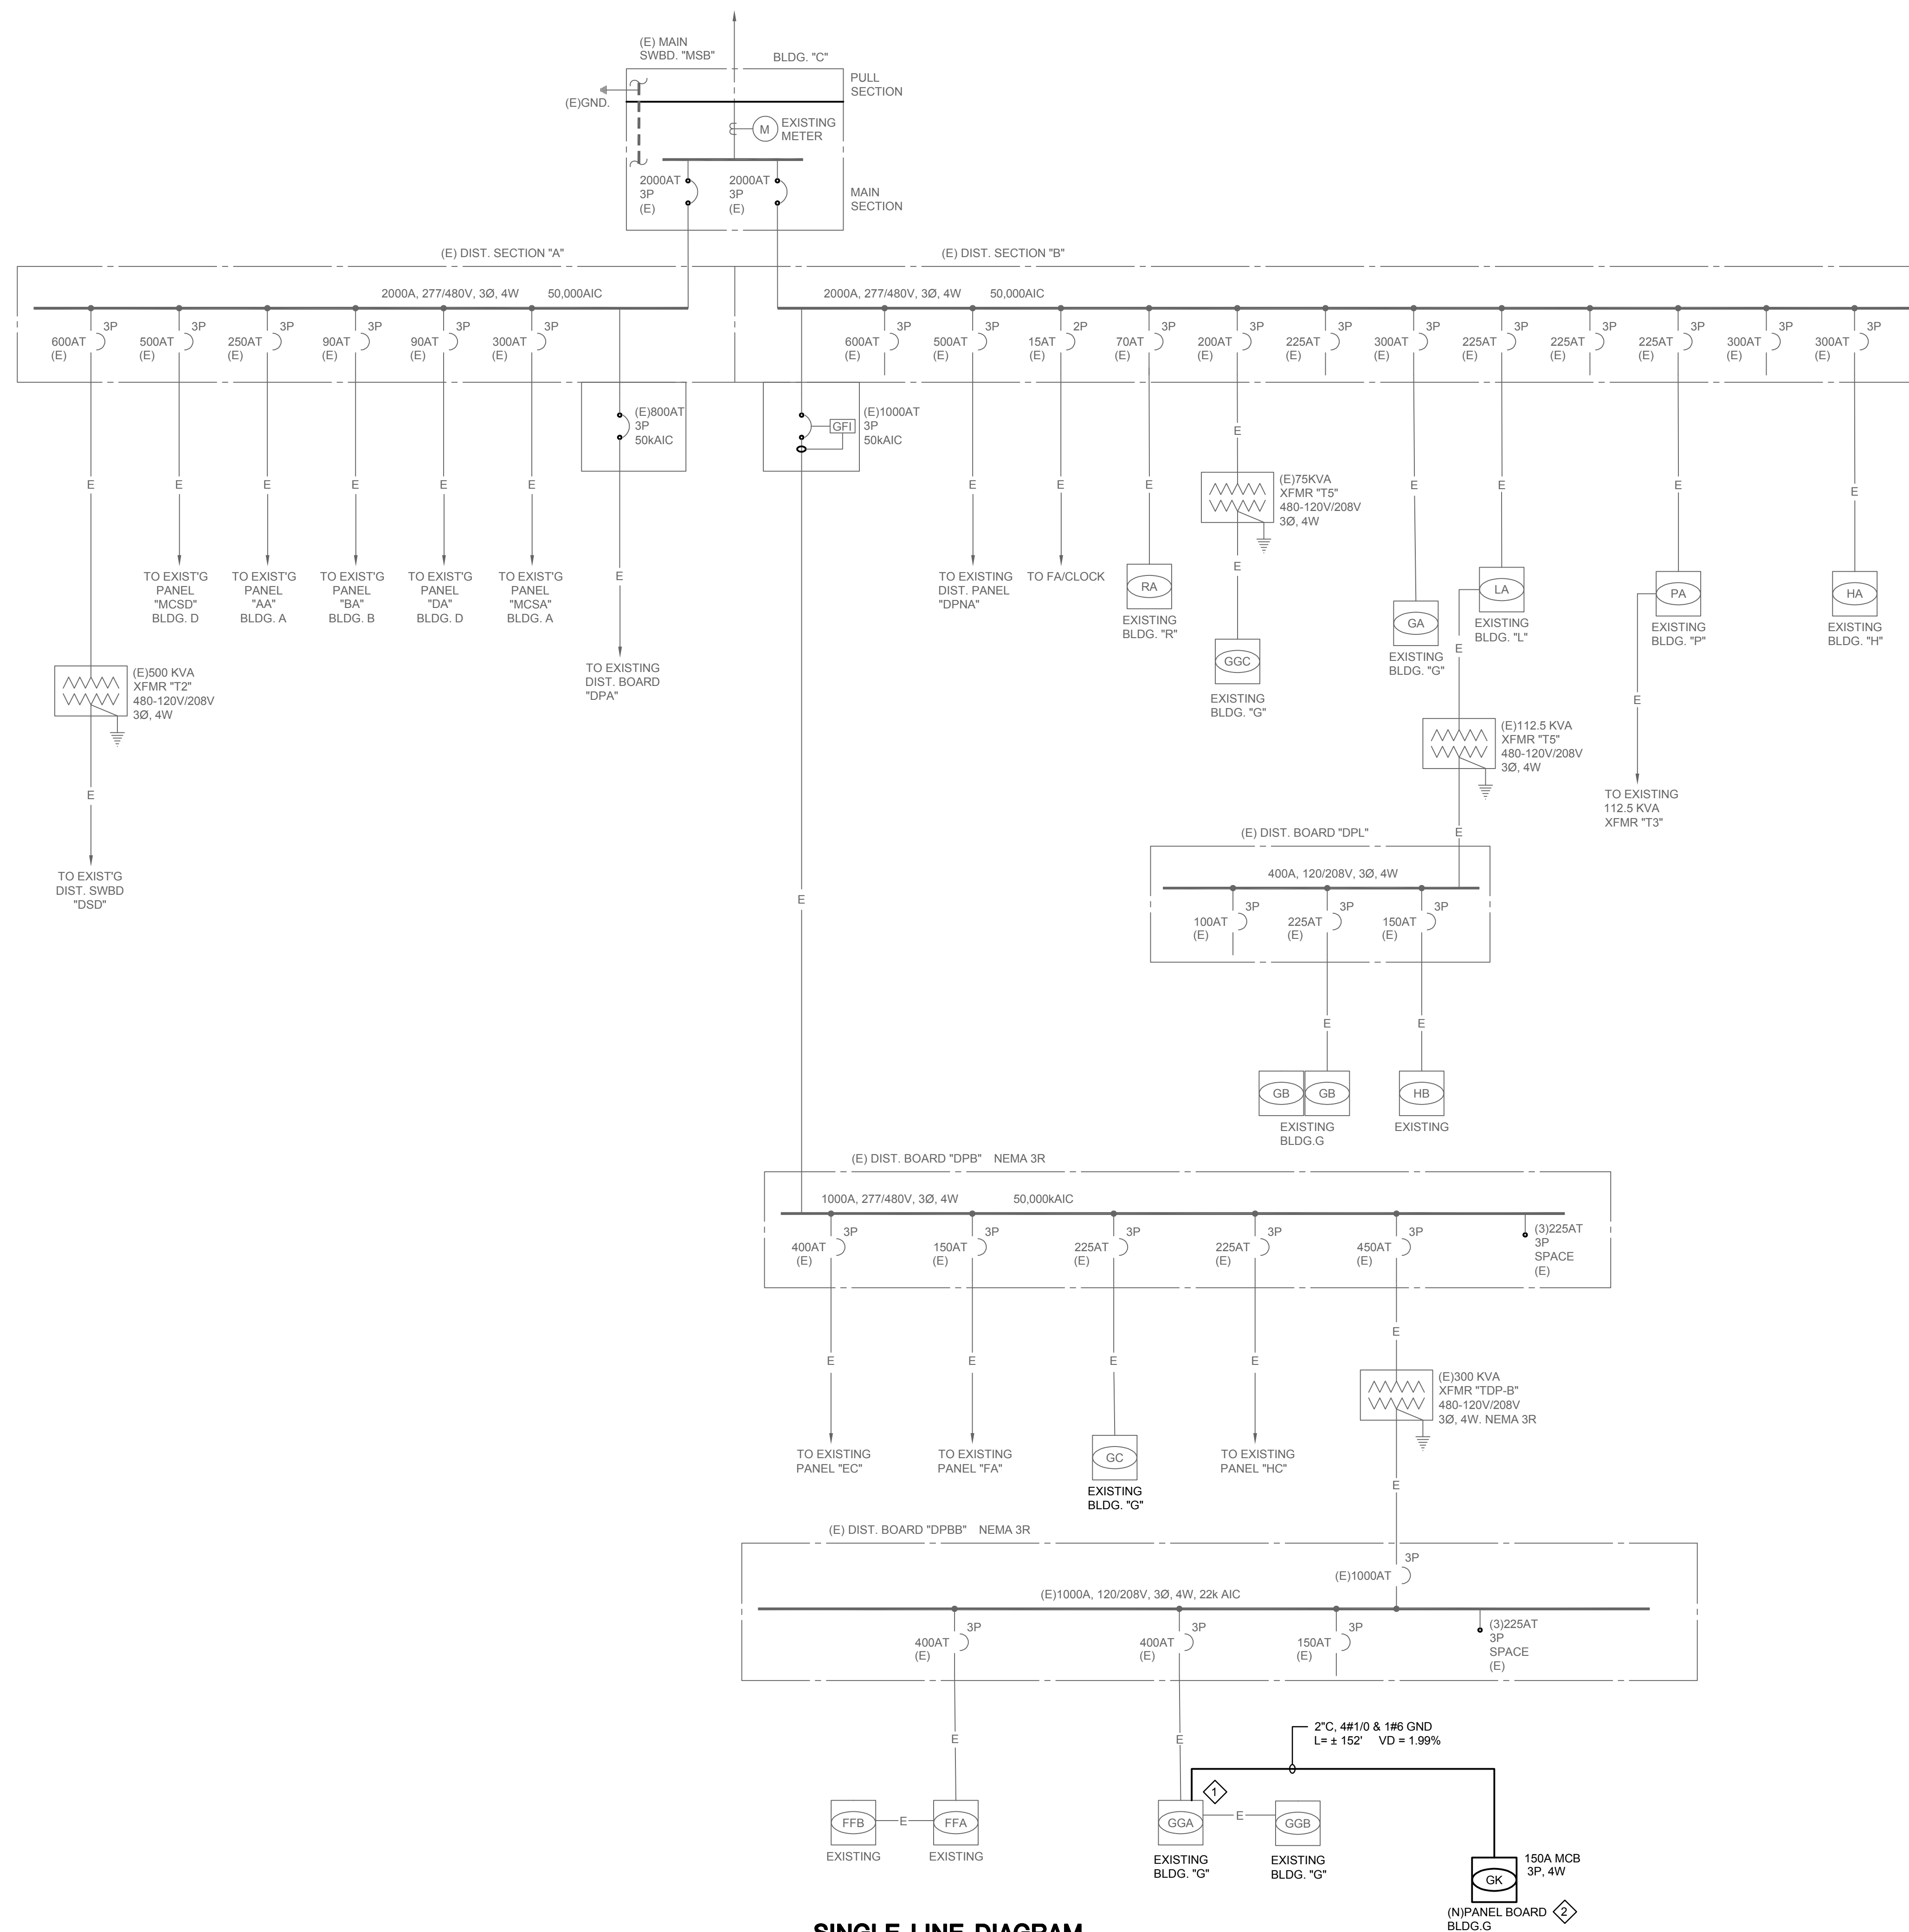 (E) MAIN
SWBD. "MSB"
BLDG. "C"
PULL
SECTION
(E)GND.
M
EXISTING
METER
2000AT
3P
(E)
2000AT
3P
(E)
MAIN
SECTION
(E) DIST. SECTION "A"
(E) DIST. SECTION "B"
2000A, 277/480V, 3Ø, 4W 50,000AIC
2000A, 277/480V, 3Ø, 4W 50,000AIC
3P
600AT
(E)
3P
500AT
(E)
3P
250AT
(E)
3P
90AT
(E)
3P
90AT
(E)
3P
300AT
(E)
3P
600AT
(E)
3P
500AT
(E)
2P
15AT
(E)
3P
70AT
(E)
3P
200AT
(E)
3P
225AT
(E)
3P
300AT
(E)
3P
225AT
(E)
3P
225AT
(E)
3P
225AT
(E)
3P
300AT
(E)
3P
300AT
(E)
(E)800AT
3P
50kAIC
GFI
(E)1000AT
3P
50kAIC
E
E
E
E
E
E
E
E
E
E
E
E
E
E
(E)75KVA
XFMR "T5"
480-120V/208V
3Ø, 4W
E
E
TO EXIST'G
PANEL
"MCSD"
BLDG. D
TO EXIST'G
PANEL
"AA"
BLDG. A
TO EXIST'G
PANEL
"BA"
BLDG. B
TO EXIST'G
PANEL
"DA"
BLDG. D
TO EXIST'G
PANEL
"MCSA"
BLDG. A
TO EXISTING
DIST. PANEL
"DPNA"
TO FA/CLOCK
RA
EXISTING
BLDG. "R"
GGC
EXISTING
BLDG. "G"
GA
EXISTING
BLDG. "G"
LA
EXISTING
BLDG. "L"
PA
EXISTING
BLDG. "P"
HA
EXISTING
BLDG. "H"
TO EXISTING
DIST. BOARD
"DPA"
E
E
(E)500 KVA
XFMR "T2"
480-120V/208V
3Ø, 4W
(E)112.5 KVA
XFMR "T5"
480-120V/208V
3Ø, 4W
E
TO EXISTING
112.5 KVA
XFMR "T3"
TO EXIST'G
DIST. SWBD
"DSD"
E
(E) DIST. BOARD "DPL"
E
400A, 120/208V, 3Ø, 4W
3P
100AT
(E)
3P
225AT
(E)
3P
150AT
(E)
E
E
GB
GB
HB
EXISTING
BLDG.G
EXISTING
(E) DIST. BOARD "DPB" NEMA 3R
1000A, 277/480V, 3Ø, 4W 50,000kAIC
3P
400AT
(E)
3P
150AT
(E)
3P
225AT
(E)
3P
225AT
(E)
3P
450AT
(E)
(3)225AT
3P
SPACE
(E)
E
E
E
E
E
(E)300 KVA
XFMR "TDP-B"
480-120V/208V
3Ø, 4W. NEMA 3R
TO EXISTING
PANEL "EC"
TO EXISTING
PANEL "FA"
GC
EXISTING
BLDG. "G"
TO EXISTING
PANEL "HC"
E
(E) DIST. BOARD "DPBB" NEMA 3R
3P
(E)1000AT
(E)1000A, 120/208V, 3Ø, 4W, 22k AIC
3P
400AT
(E)
3P
400AT
(E)
3P
150AT
(E)
(3)225AT
3P
SPACE
(E)
E
E
2"C, 4#1/0 & 1#6 GND
L= ± 152' VD = 1.99%
1
FFB
E
FFA
GGA
E
GGB
EXISTING
EXISTING
EXISTING
BLDG. "G"
EXISTING
BLDG. "G"
150A MCB
3P, 4W
GK
(N)PANEL BOARD 2
BLDG.G
SINGLE LINE DIAGRAM